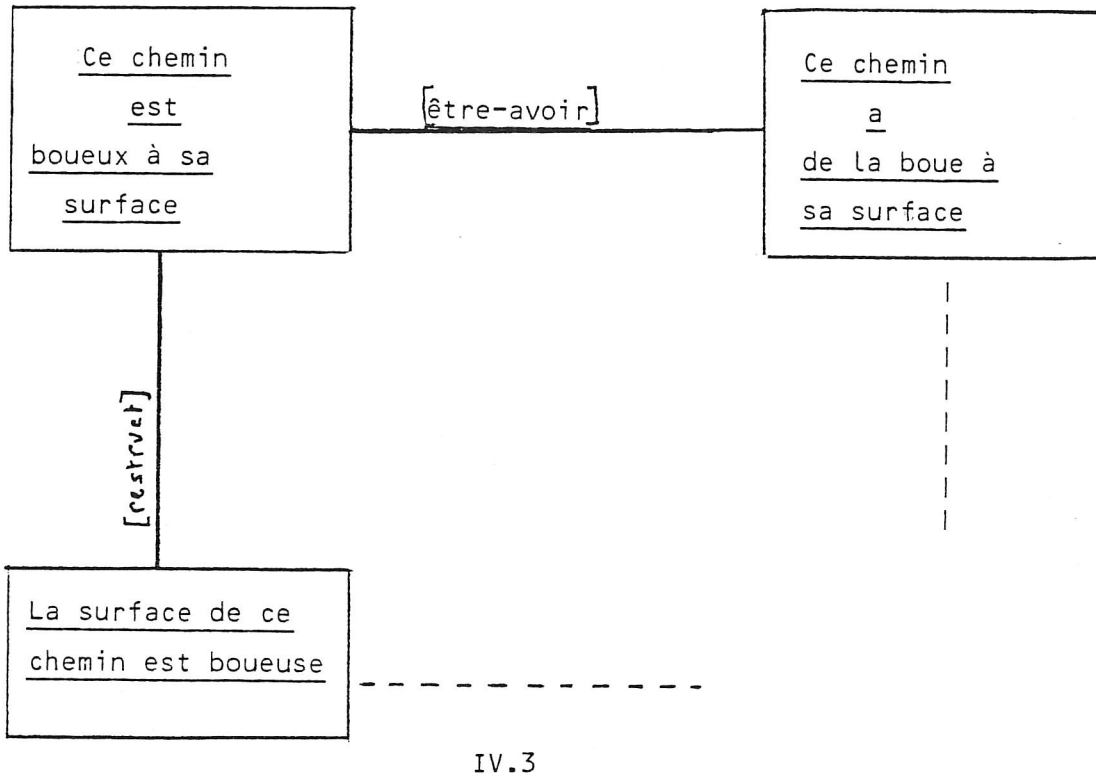 Ce chemin
est
boueux à sa
surface
[être-avoir]
Ce chemin
a
de la boue à
sa surface
[restruct]
La surface de ce
chemin est boueuse
IV.3